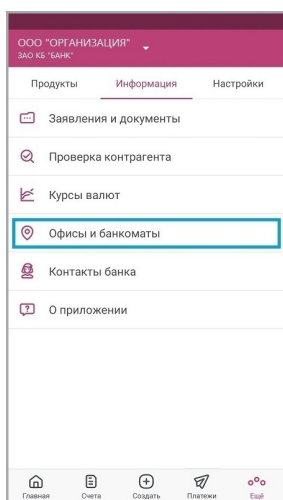 ООО "ОРГАНИЗАЦИЯ"
ЗАО КБ "БАНК"
Продукты Информация Настройки
Заявления и документы
Проверка контрагента
Курсы валют
Офисы и банкоматы
Контакты банка
О приложении
Главная Счета Создать Платежи Ещё